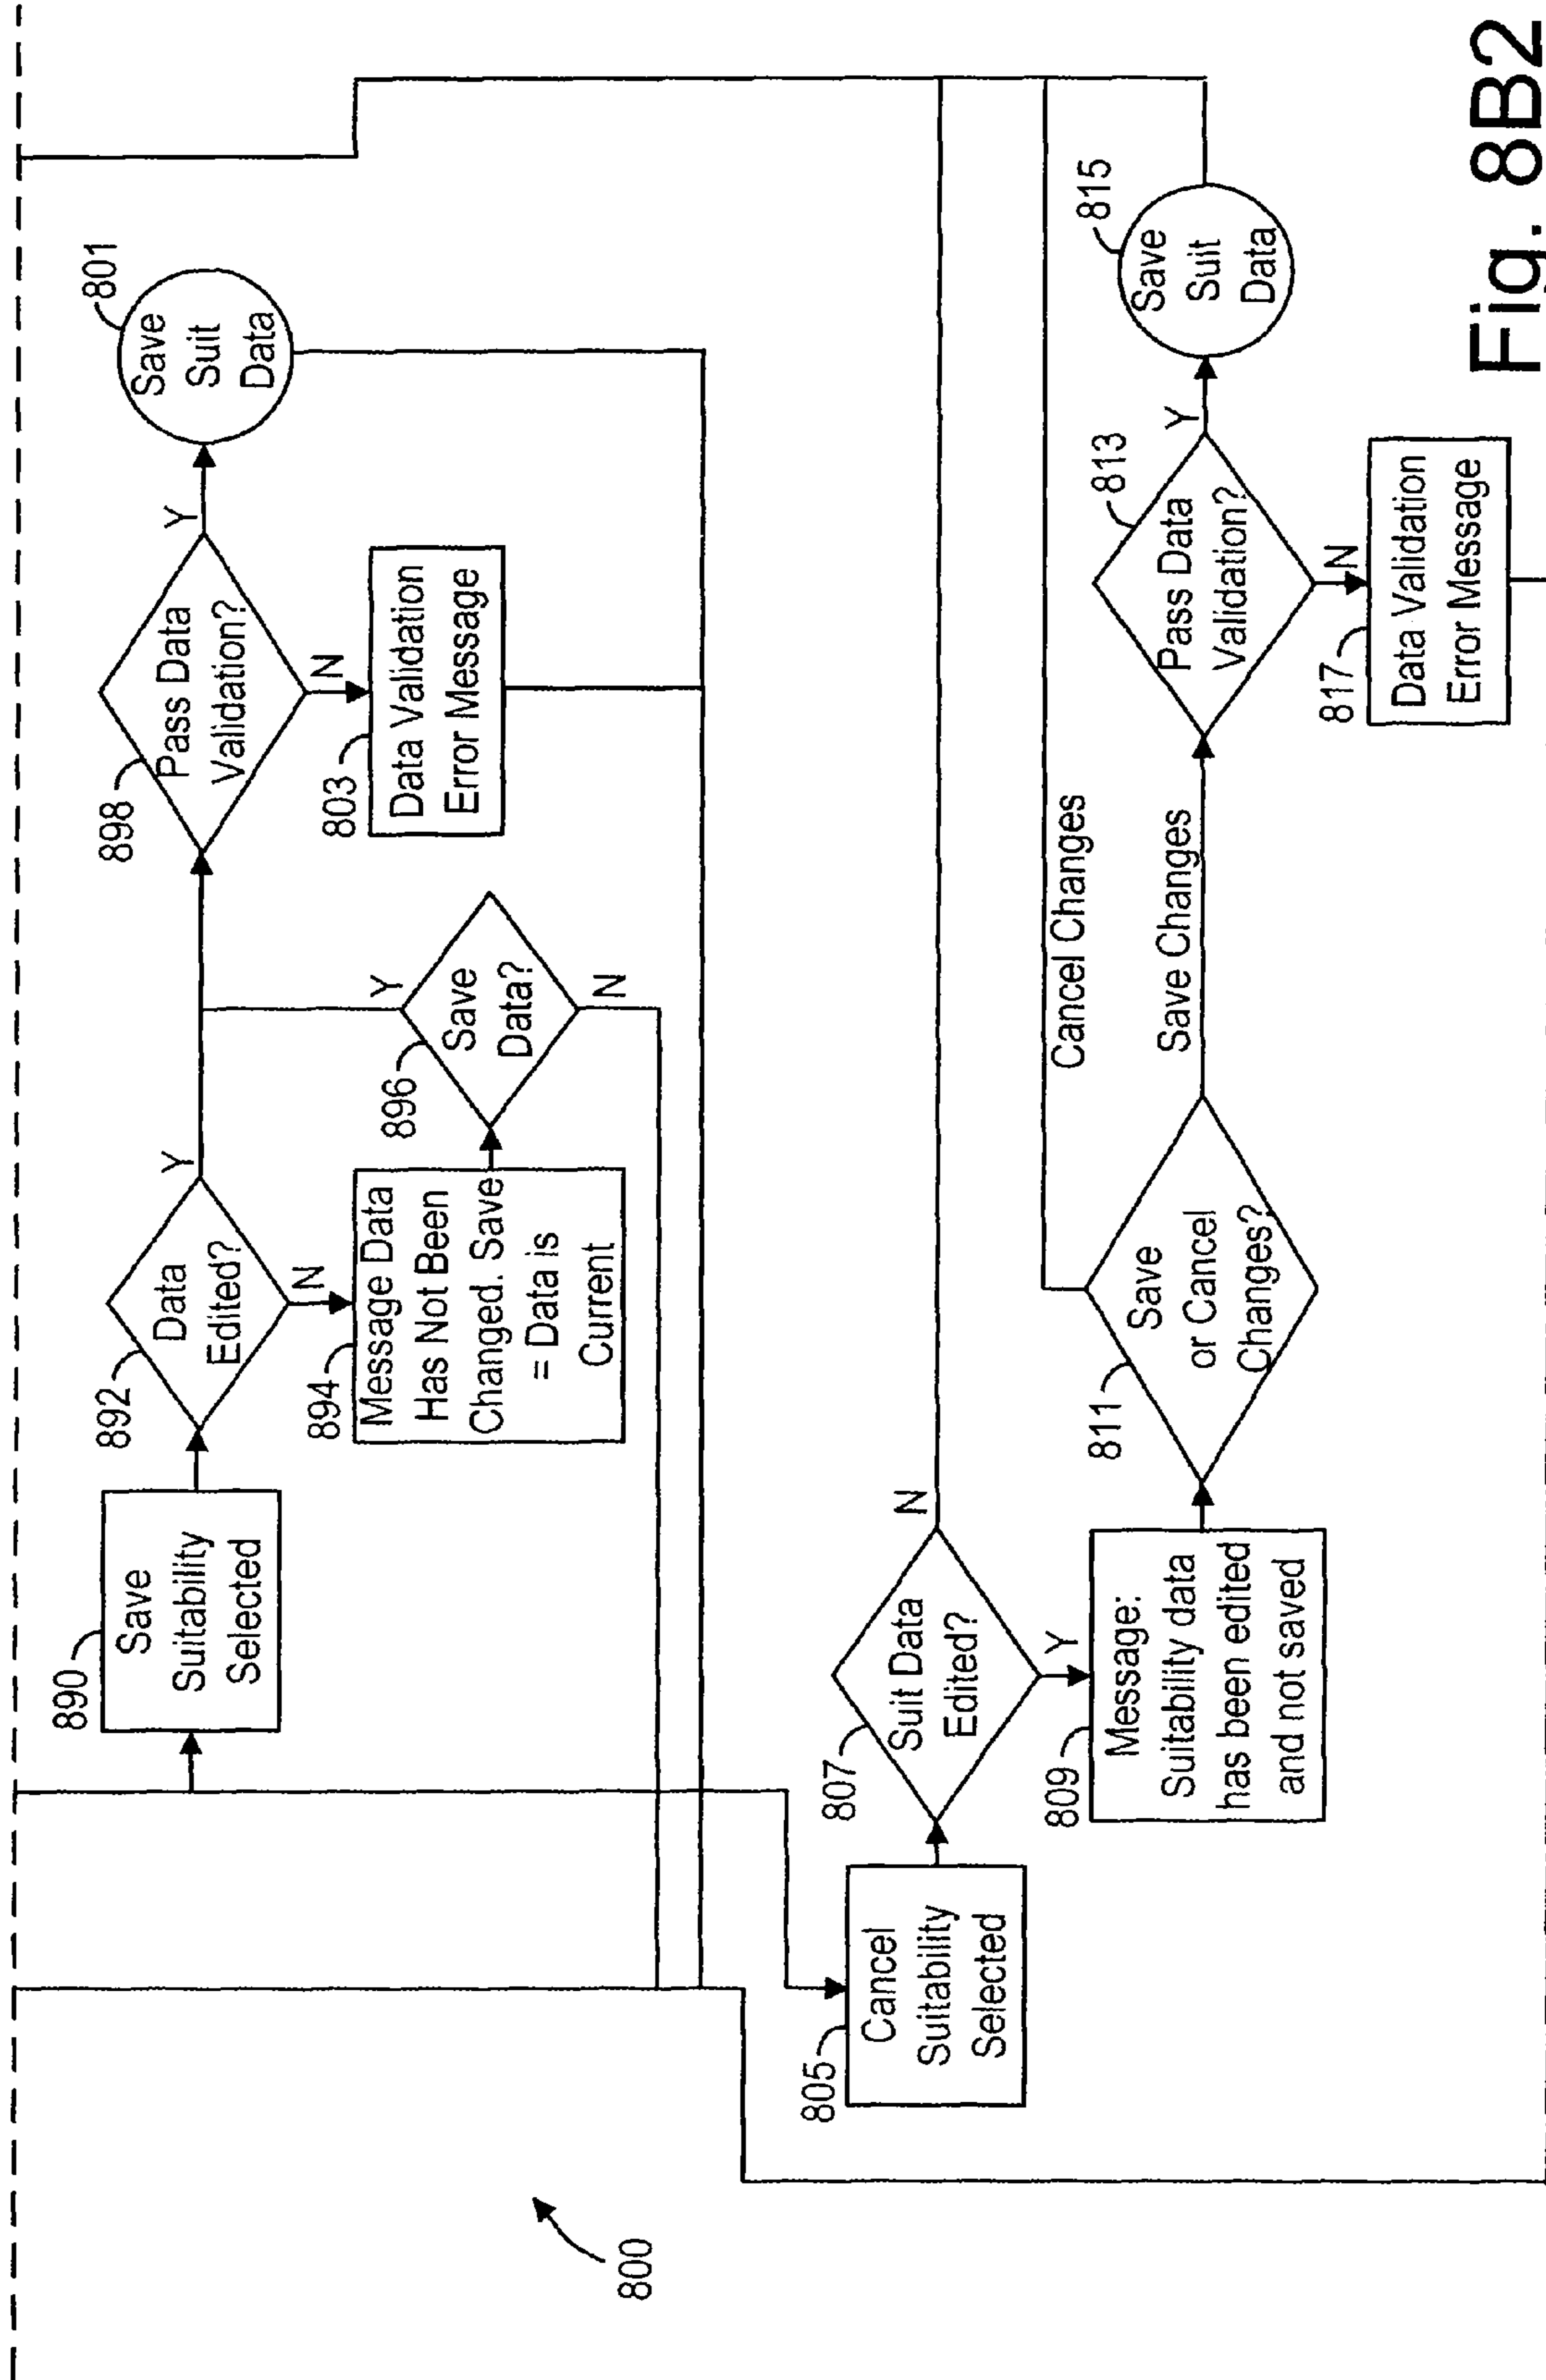 890
Save
Suitability
Selected
892
Data
Edited?
Y
N
894
Message Data
Has Not Been
Changed. Save
= Data is
Current
896
Save
Data?
Y
N
898
Pass Data
Validation?
Y
N
801
Save
Suit
Data
803
Data Validation
Error Message
800
805
Cancel
Suitability
Selected
807
Suit Data
Edited?
N
Y
809
Message:
Suitability data
has been edited
and not saved
811
Save
or Cancel
Changes?
Cancel Changes
Save Changes
813
Pass Data
Validation?
Y
N
815
Save
Suit
Data
817
Data Validation
Error Message
Fig. 8B2